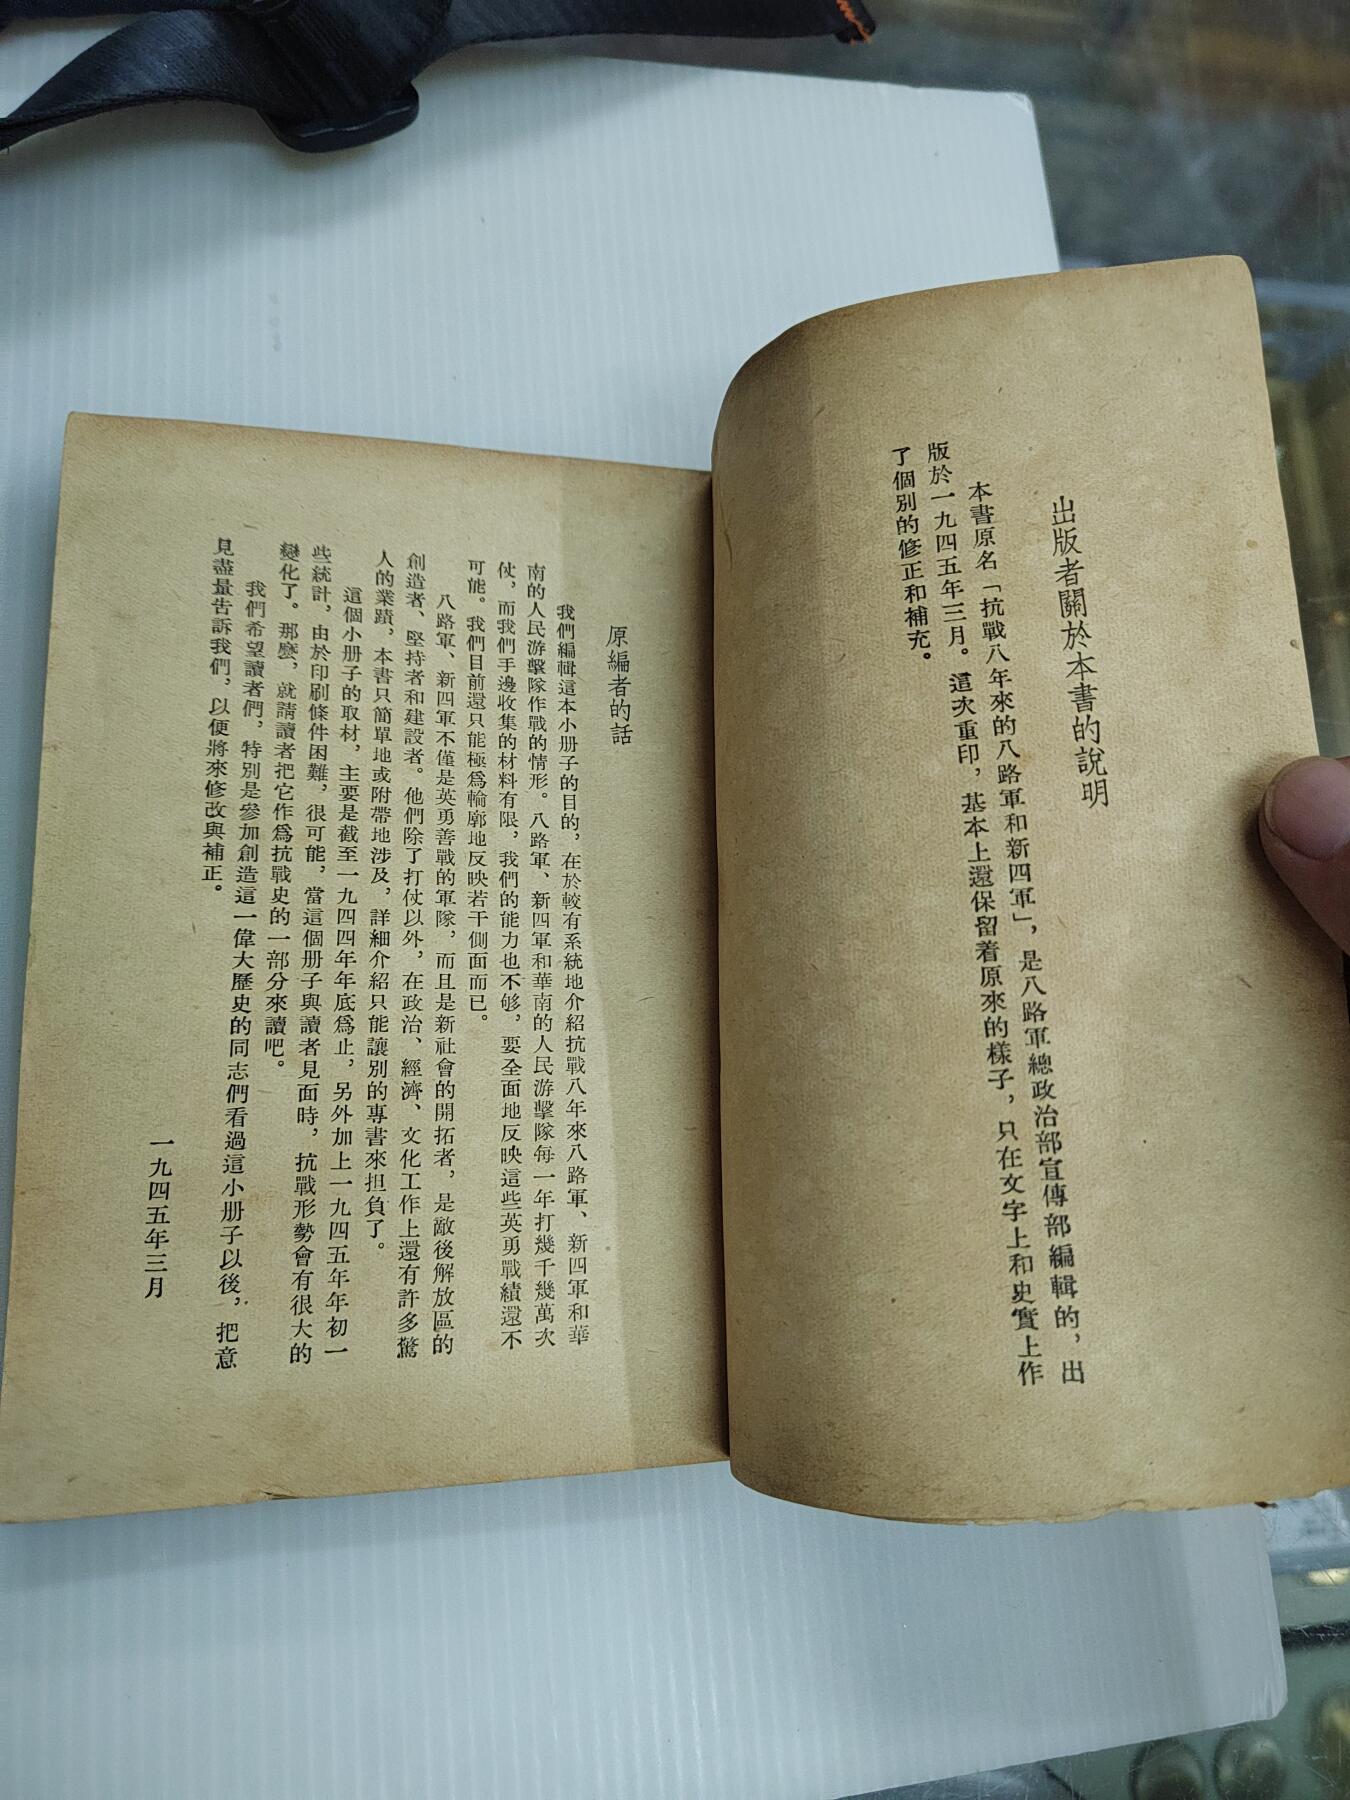 出版者關於本書的說明
本書原名「抗戰八年來的八路軍和新四軍」，是八路軍總政治部宣傳部編輯的，出
版於一九四五年三月。這次重印，基本上還保留着原來的樣子，只在文字上和史實上作
了個別的修正和補充。
原編者的話
我們編輯這本小册子的目的，在於較有系統地介紹抗戰八年來八路軍、新四軍和華
南的人民游擊隊作戰的情形。八路軍、新四軍和華南的人民游擊隊每一年打幾千幾萬次
仗，而我們手邊收集的材料有限，我們的能力也不够，要全面地反映這些英勇戰績還不
可能。我們目前還只能極爲輪廓地反映若干側面而已。
八路軍、新四軍不僅是英勇善戰的軍隊，而且是新社會的開拓者，是敵後解放區的
創造者、堅持者和建設者。他們除了打仗以外，在政治、經濟、文化工作上還有許多驚
人的業蹟，本書只簡單地或附帶地涉及，詳細介紹只能讓別的專書來担負了。
這個小册子的取材，主要是截至一九四四年年底爲止，另外加上一九四五年年初一
些統計，由於印刷條件困難，很可能，當這個册子與讀者見面時，抗戰形勢會有很大的
變化了。那麽，就請讀者把它作爲抗戰史的一部分來讀吧。
我們希望讀者們，特別是參加創造這一偉大歷史的同志們看過這小册子以後，把意
見盡量告訴我們，以便將來修改與補正。
一九四五年三月